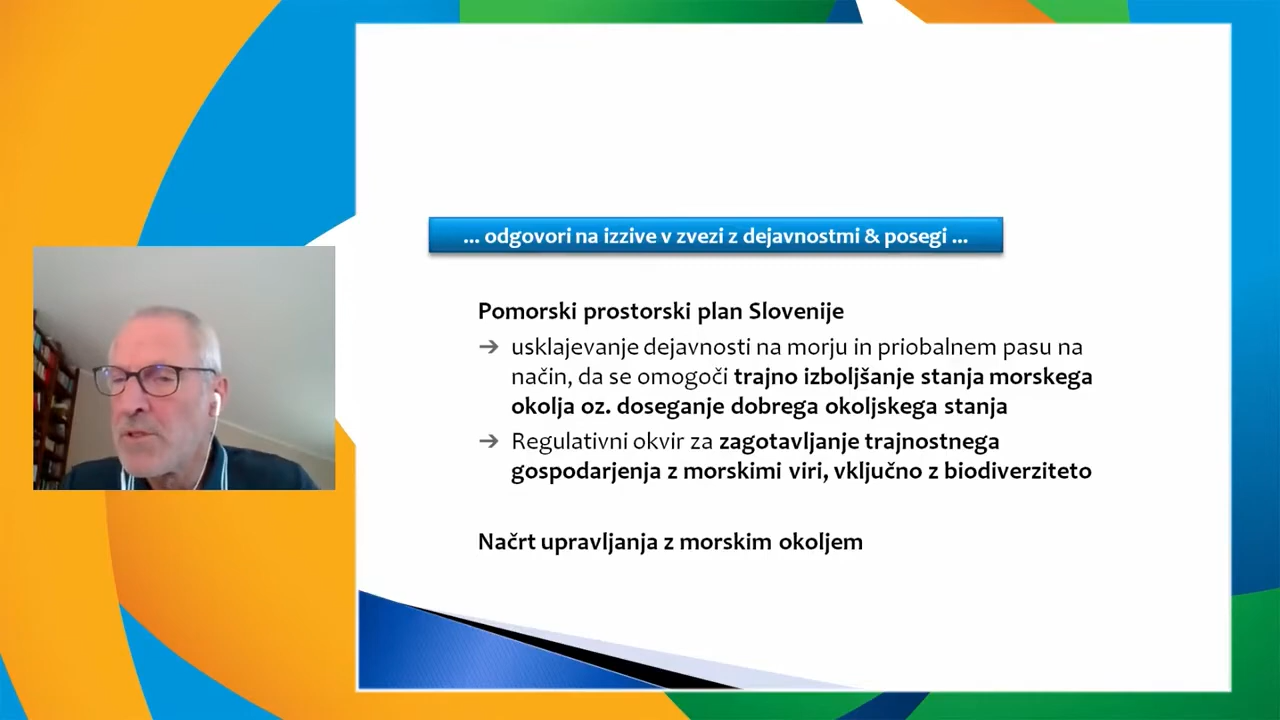 ... odgovori na izzive v zvezi z dejavnostmi & posegi ...
Pomorski prostorski plan Slovenije
usklajevanje dejavnosti na morju in priobalnem pasu na
način, da se omogoči trajno izboljšanje stanja morskega
okolja oz. doseganje dobrega okoljskega stanja
Regulativni okvir za zagotavljanje trajnostnega
gospodarjenja z morskimi viri, vključno z biodiverziteto
Načrt upravljanja z morskim okoljem